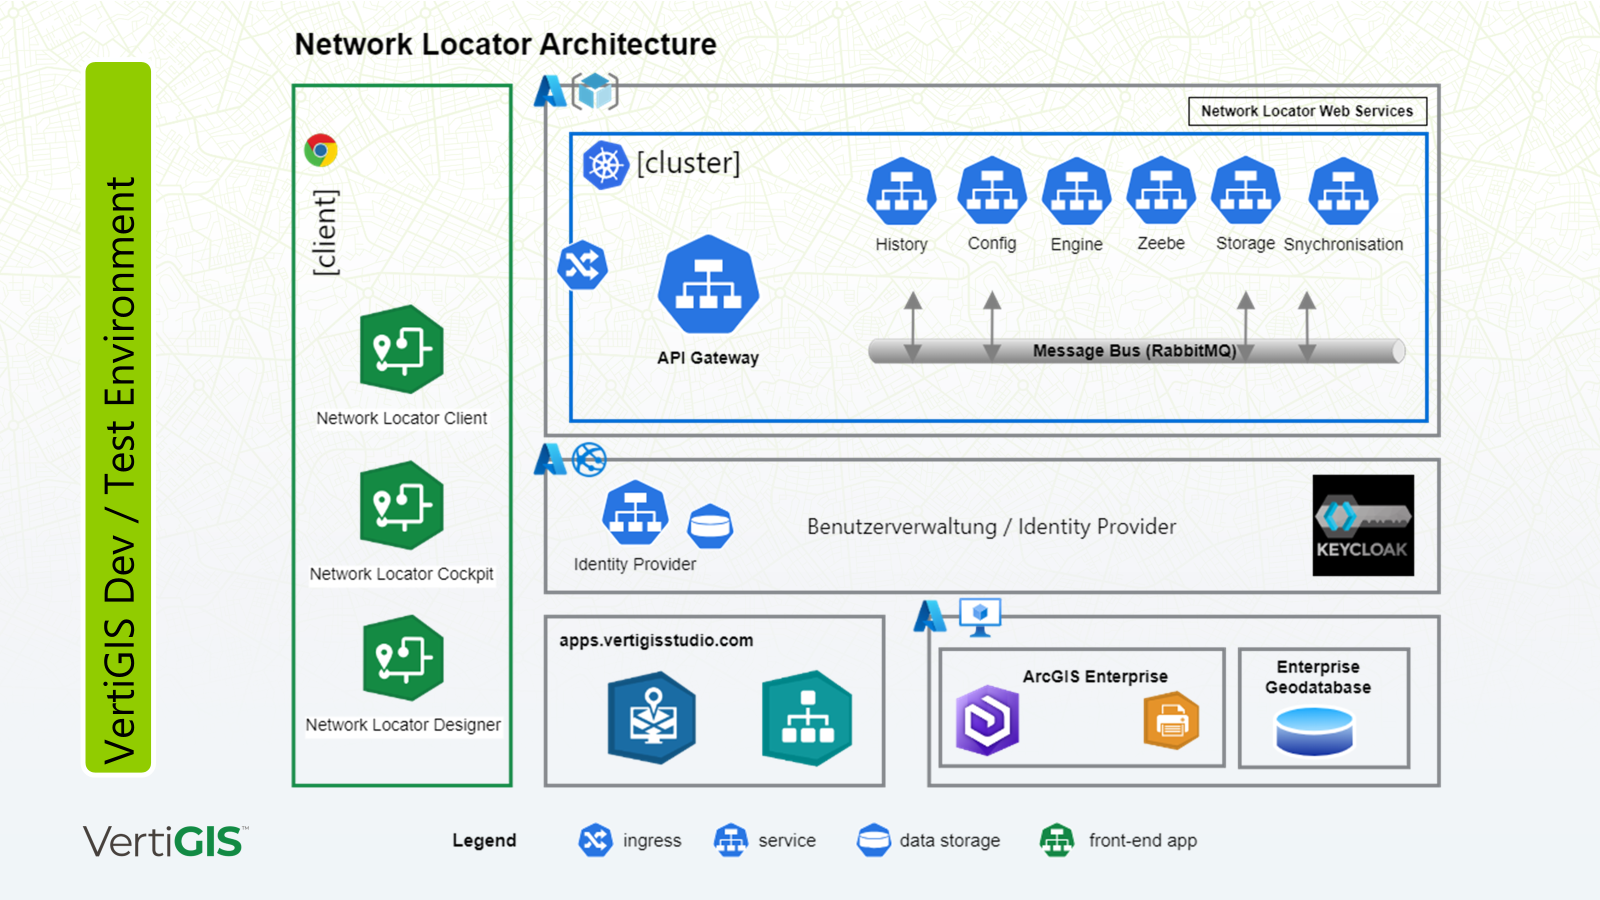 Network Locator Architecture
VertiGIS Dev / Test Environment
[client]
Network Locator Client
Network Locator Cockpit
Network Locator Designer
Network Locator Web Services
[cluster]
History
Config
Engine
Zeebe
Storage
Snychronisation
API Gateway
Message Bus (RabbitMQ)
Identity Provider
Benutzerverwaltung / Identity Provider
KEYCLOAK
apps.vertigisstudio.com
ArcGIS Enterprise
Enterprise
Geodatabase
VertiGIS™
Legend
ingress
service
data storage
front-end app